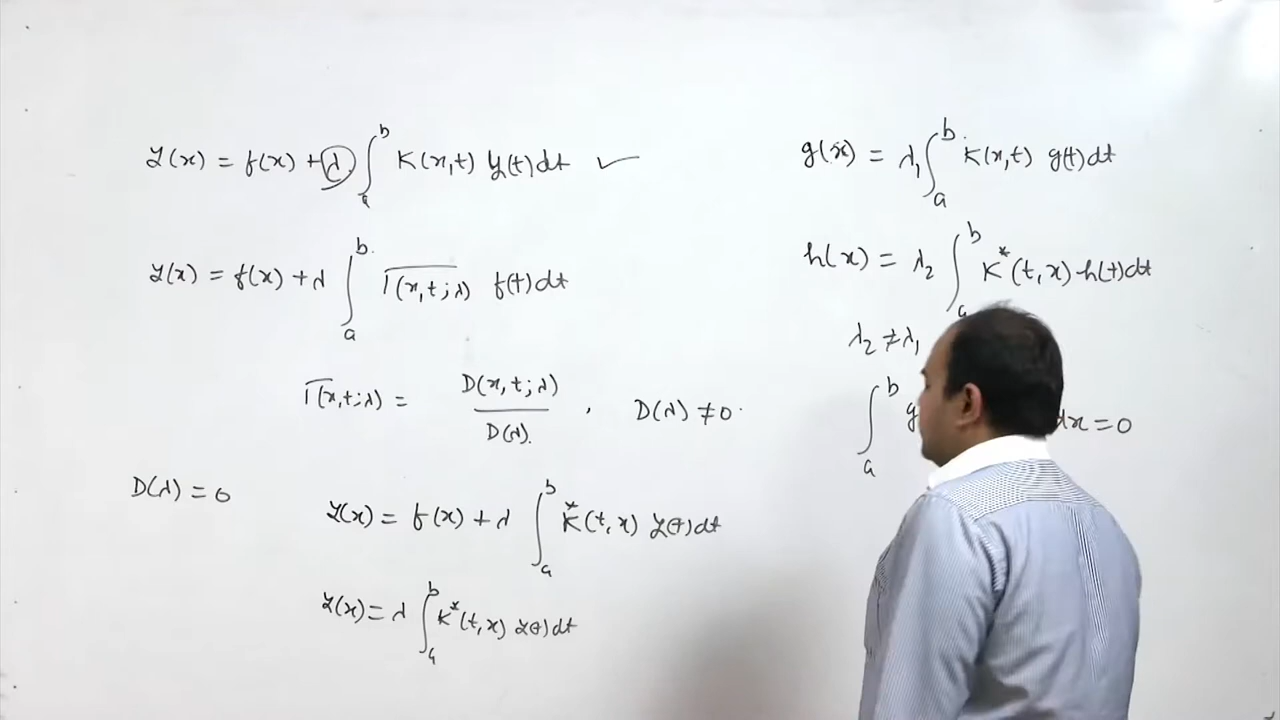 y(x) = f(x) + λ ∫_a^b K(x,t) y(t)dt ✓
y(x) = f(x) + λ ∫_a^b Γ(x,t;λ) f(t)dt
Γ(x,t;λ) = D(x,t;λ) / D(λ). , D(λ) ≠ 0.
D(λ) = 0
y(x) = f(x) + λ ∫_a^b K*(t,x) y(t)dt
y(x) = λ ∫_a^b K*(t,x) y(t)dt
g(x) = λ₁ ∫_a^b K(x,t) g(t)dt
h(x) = λ₂ ∫_a^b K*(t,x) h(t)dt
λ₂ ≠ λ₁
∫_a^b g dx = 0